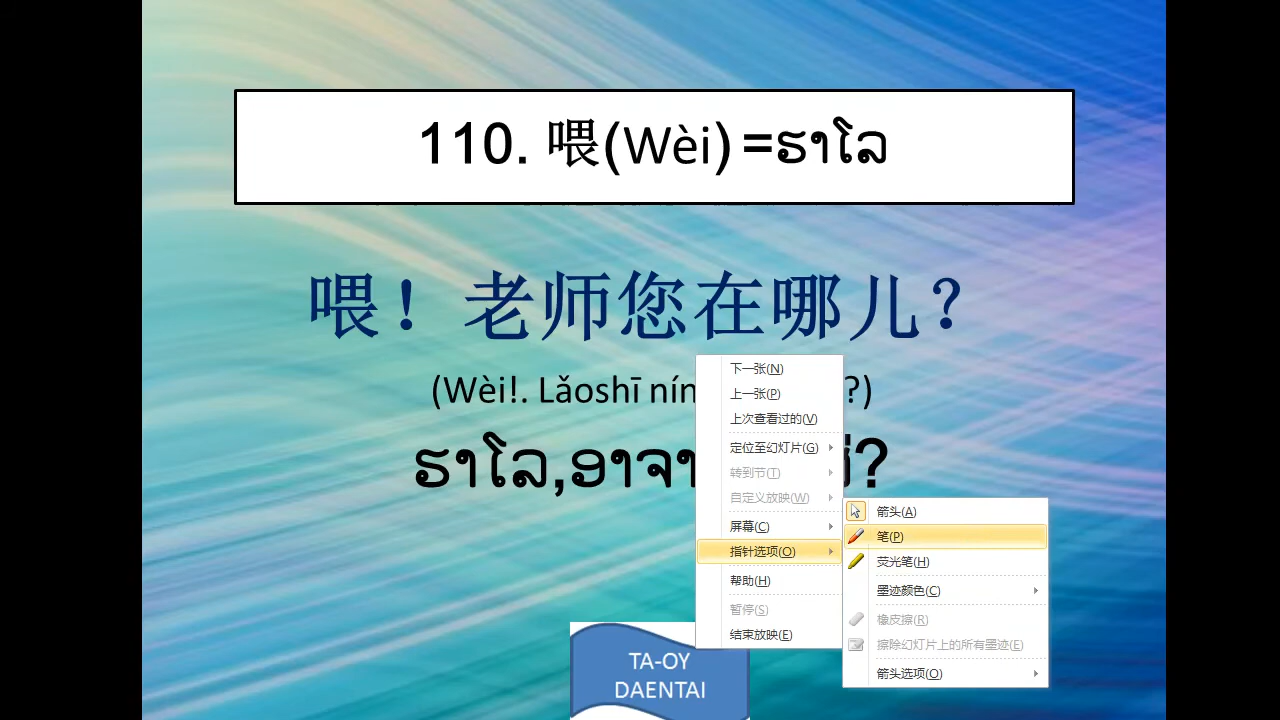 110. 喂(Wèi) =ຮາໂລ
喂！老师您在哪儿？
(Wèi!. Lǎoshī nín ?)
ຮາໂລ,ອາຈາ ?
下一张(N)
上一张(P)
上次查看过的(V)
定位至幻灯片(G)
转到节(T)
自定义放映(W)
屏幕(C)
指针选项(O)
帮助(H)
暂停(S)
结束放映(E)
箭头(A)
笔(P)
荧光笔(H)
墨迹颜色(C)
橡皮擦(R)
擦除幻灯片上的所有墨迹(E)
箭头选项(O)
TA-OY
DAENTAI